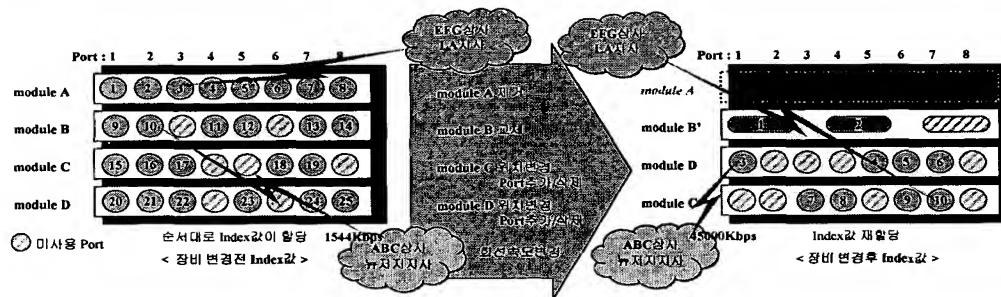 EFG상사
LA지사
EFG상사
LA지사
Port : 1 2 3 4 5 6 7 8
Port : 1 2 3 4 5 6 7 8
module A
1 2 3 4 5 6 7 8
module A 제거
module A
module B
9 10 11 12 13 14
module B 교체
module B'
1 2
module C
15 16 17 18 19
module C 위치변경
Port추가/삭제
module D
3 4 5 6
module D
20 21 22 23 24 25
module D 위치변경
Port추가/삭제
module C
7 8 9 10
미사용 Port
순서대로 Index값이 할당
1544Kbps
ABC상사
뉴저지지사
회선속도변경
ABC상사
뉴저지지사
45000Kbps
Index값 재할당
< 장비 변경전 Index값 >
< 장비 변경후 Index값 >